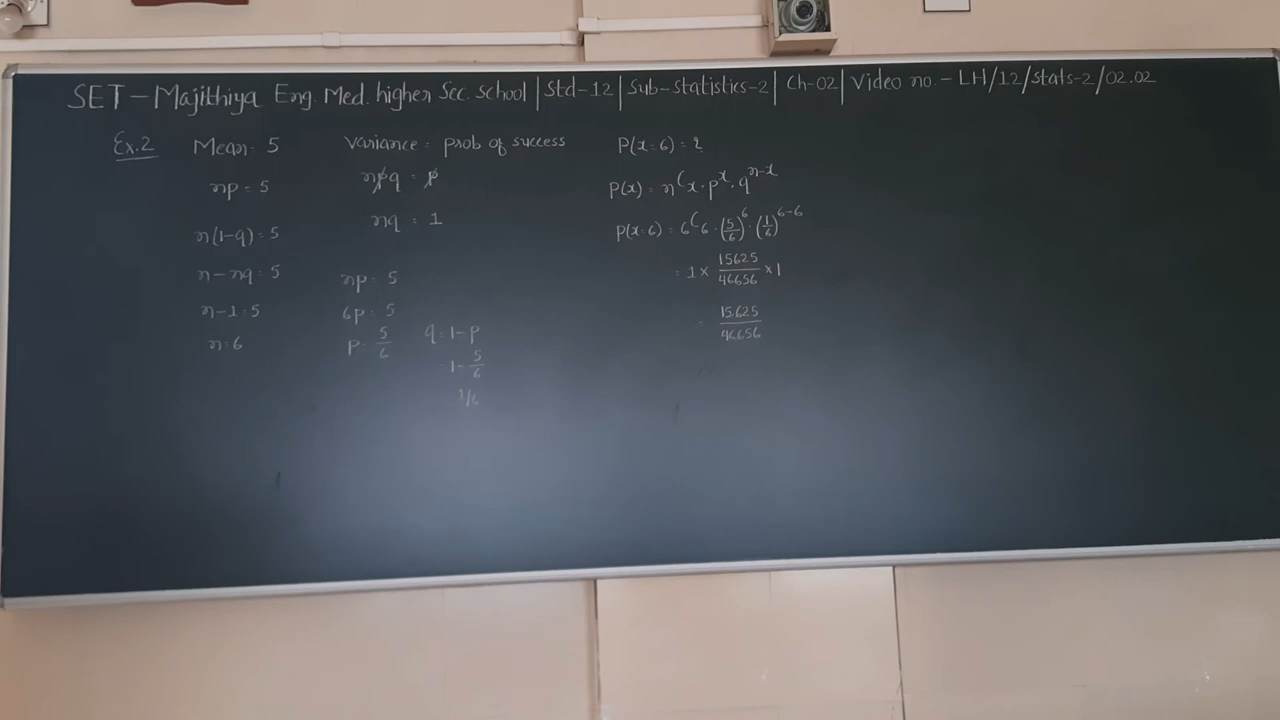 SET - Majithiya Eng. Med. higher Sec. School | Std-12 | Sub-statistics-2 | Ch-02 | Video no. - LH/12/stats-2/02.02
Ex.2
Mean = 5
np = 5
n(1-q) = 5
n - nq = 5
n - 1 = 5
n = 6
Variance = prob of success
npq = p
nq = 1
np = 5
6p = 5
p = 5/6
q = 1-p
= 1 - 5/6
1/6
P(x=6) = ?
P(x) = nCx · p^x · q^(n-x)
P(x=6) = 6C6 · (5/6)^6 · (1/6)^(6-6)
= 1 × 15625/46656 × 1
= 15625/46656